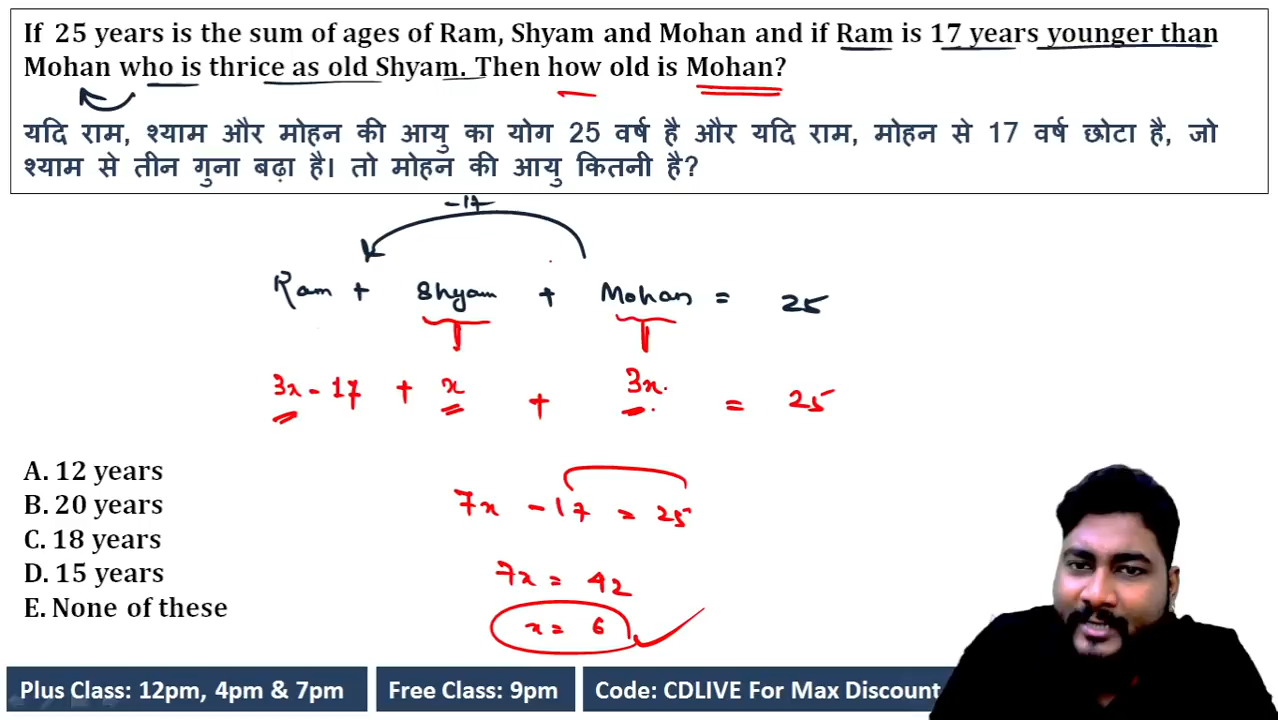 If 25 years is the sum of ages of Ram, Shyam and Mohan and if Ram is 17 years younger than
Mohan who is thrice as old Shyam. Then how old is Mohan?
यदि राम, श्याम और मोहन की आयु का योग 25 वर्ष है और यदि राम, मोहन से 17 वर्ष छोटा है, जो
श्याम से तीन गुना बढ़ा है। तो मोहन की आयु कितनी है?
-17
Ram + Shyam + Mohan = 25
3x - 17 + x + 3x = 25
A. 12 years
B. 20 years
C. 18 years
D. 15 years
E. None of these
7x - 17 = 25
7x = 42
x = 6
Plus Class: 12pm, 4pm & 7pm
Free Class: 9pm
Code: CDLIVE For Max Discount